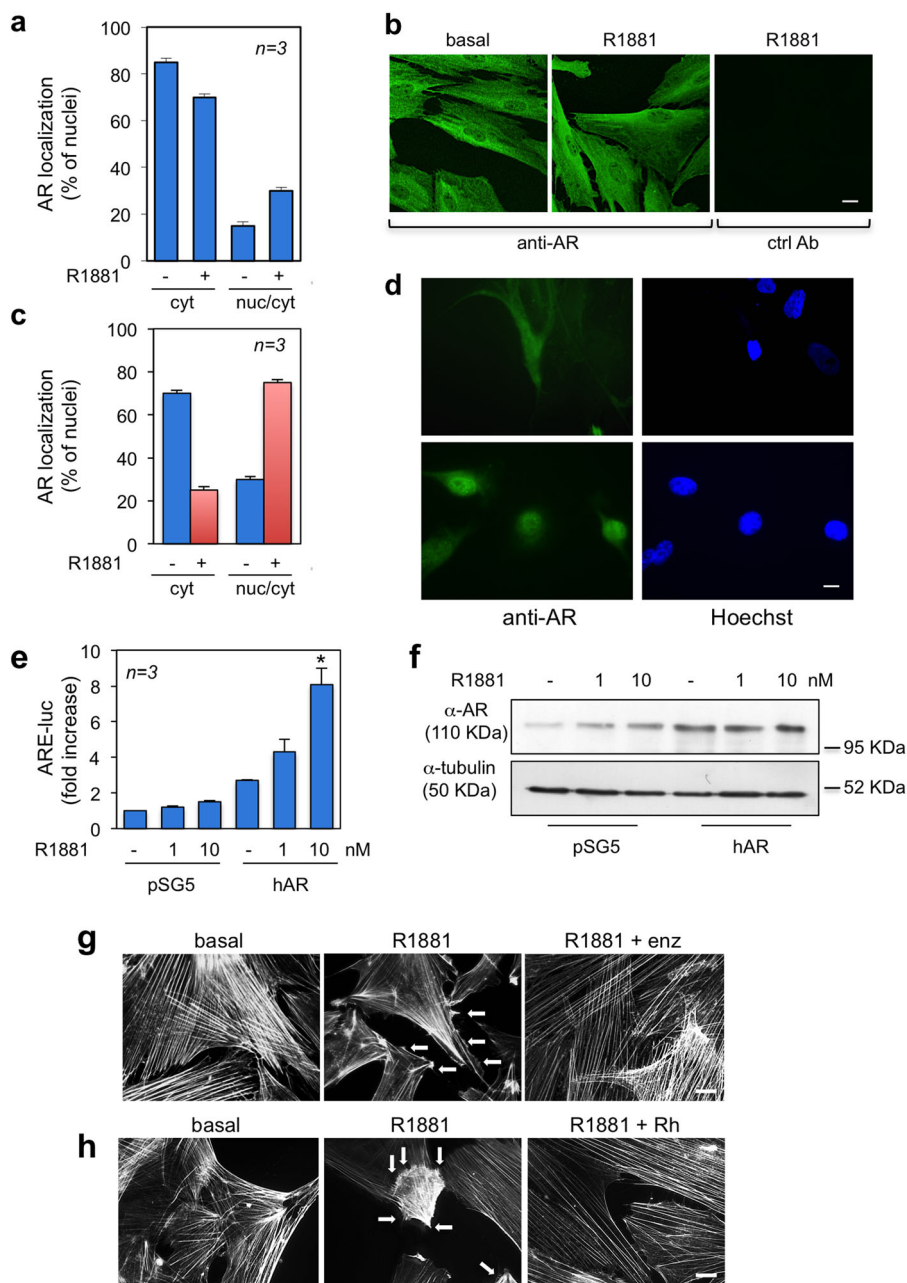 a
n=3
AR localization
(% of nuclei)
100
80
60
40
20
0
R1881 - + - +
cyt nuc/cyt
b
basal R1881 R1881
anti-AR ctrl Ab
c
n=3
AR localization
(% of nuclei)
100
80
60
40
20
0
R1881 - + - +
cyt nuc/cyt
d
anti-AR Hoechst
e
n=3
*
ARE-luc
(fold increase)
10
8
6
4
2
0
R1881 - 1 10 - 1 10 nM
pSG5 hAR
f
R1881 - 1 10 - 1 10 nM
α-AR
(110 KDa)
95 KDa
α-tubulin
(50 KDa)
52 KDa
pSG5 hAR
g
basal R1881 R1881 + enz
h
basal R1881 R1881 + Rh